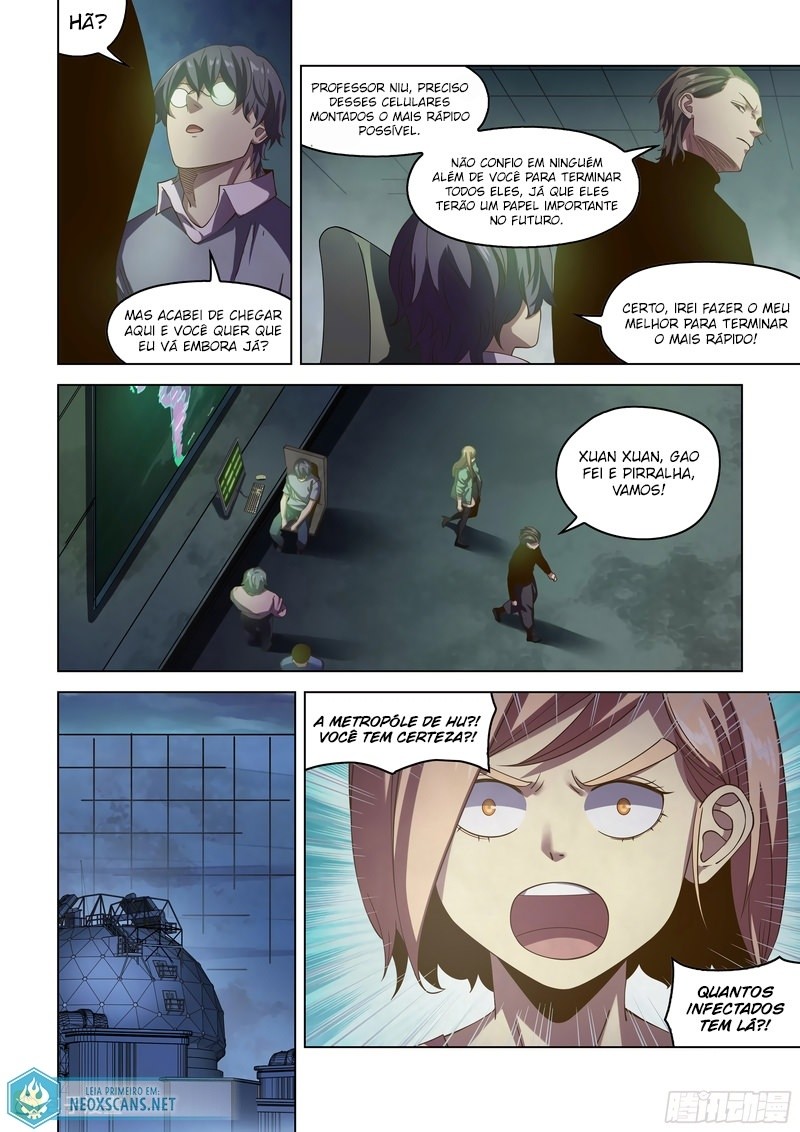 HÃ?
MAS ACABEI DE CHEGAR
AQUI E VOCÊ QUER QUE
EU VÁ EMBORA JÁ?
PROFESSOR NIU, PRECISO
DESSES CELULARES
MONTADOS O MAIS RÁPIDO
POSSÍVEL.
NÃO CONFIO EM NINGUÉM
ALÉM DE VOCÊ PARA TERMINAR
TODOS ELES, JÁ QUE ELES
TERÃO UM PAPEL IMPORTANTE
NO FUTURO.
CERTO, IREI FAZER O MEU
MELHOR PARA TERMINAR
O MAIS RÁPIDO!
XUAN XUAN, GAO
FEI E PIRRALHA,
VAMOS!
A METROPÓLE DE HU?!
VOCÊ TEM CERTEZA?!
QUANTOS
INFECTADOS
TEM LÁ?!
LEIA PRIMEIRO EM:
NEOXSCANS.NET
腾讯动漫